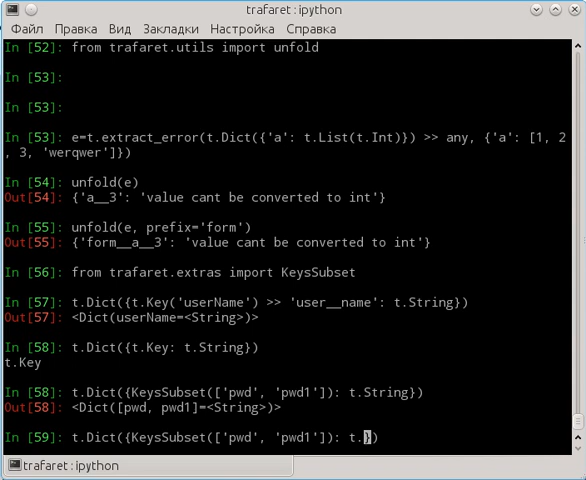 trafaret : ipython
Файл Правка Вид Закладки Настройка Справка
In [52]: from trafaret.utils import unfold
In [53]:
In [53]:
In [53]: e=t.extract_error(t.Dict({'a': t.List(t.Int)}) >> any, {'a': [1, 2
, 3, 'werqwer']})
In [54]: unfold(e)
Out[54]: {'a__3': 'value cant be converted to int'}
In [55]: unfold(e, prefix='form')
Out[55]: {'form__a__3': 'value cant be converted to int'}
In [56]: from trafaret.extras import KeysSubset
In [57]: t.Dict({t.Key('userName') >> 'user__name': t.String})
Out[57]: <Dict(userName=<String>)>
In [58]: t.Dict({t.Key: t.String})
t.Key
In [58]: t.Dict({KeysSubset(['pwd', 'pwd1']): t.String})
Out[58]: <Dict([pwd, pwd1]=<String>)>
In [59]: t.Dict({KeysSubset(['pwd', 'pwd1']): t.})
trafaret : ipython